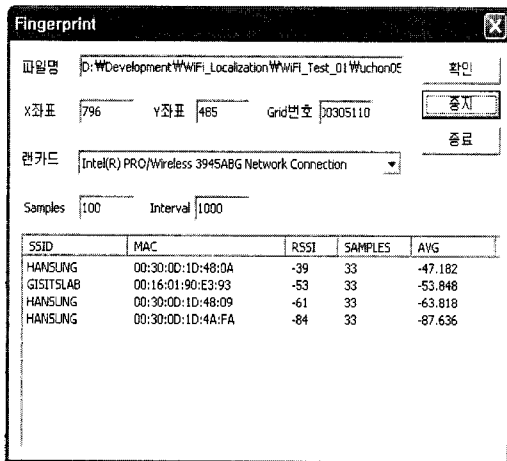 Fingerprint
파일명 D:₩Development₩WiFi_Localization₩WiFI_Test_01₩uchon05 확인
X좌표 796 Y좌표 485 Grid번호 00305110 중지
종료
랜카드 Intel(R) PRO/Wireless 3945ABG Network Connection
Samples 100 Interval 1000
SSID MAC RSSI SAMPLES AVG
HANSUNG 00:30:0D:1D:48:0A -39 33 -47.182
GISITSLAB 00:16:01:90:E3:93 -53 33 -53.848
HANSUNG 00:30:0D:1D:48:09 -61 33 -63.818
HANSUNG 00:30:0D:1D:4A:FA -84 33 -87.636